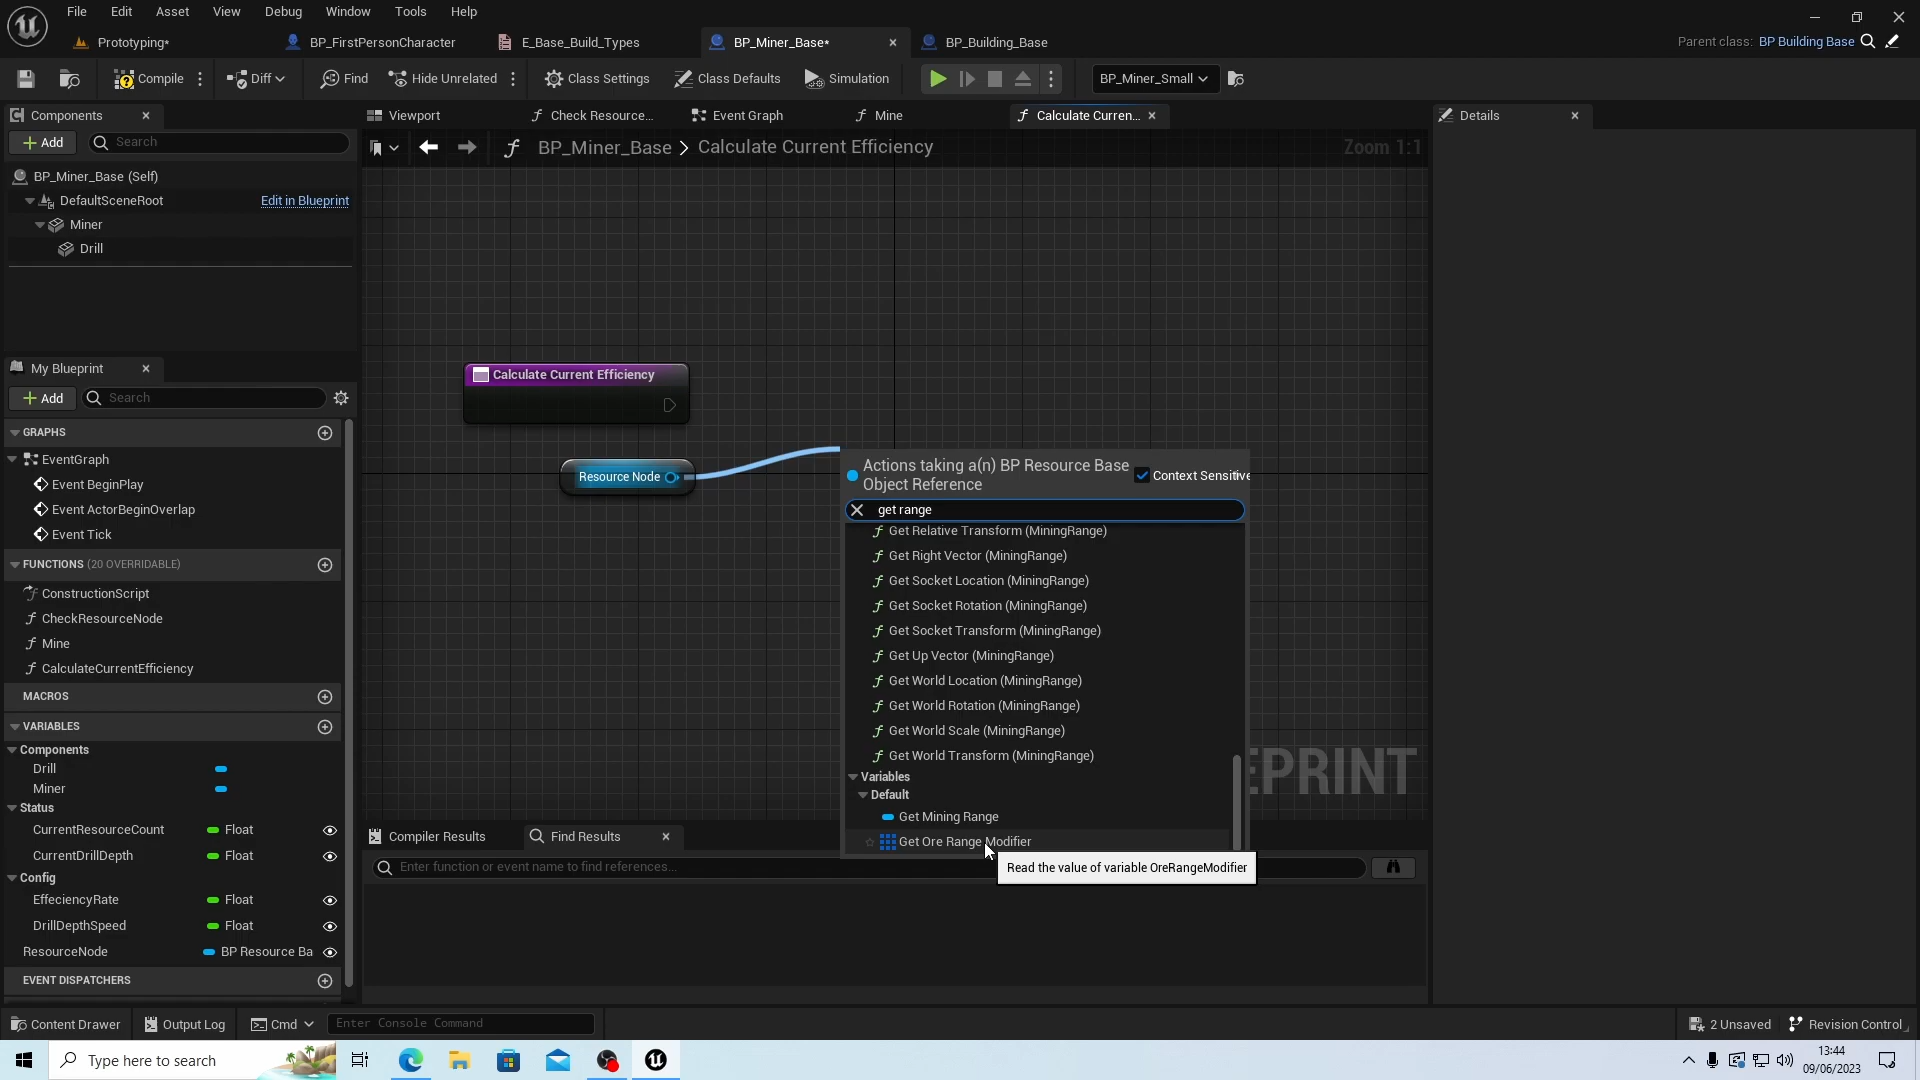 File Edit Asset View Debug Window Tools Help
Prototyping* BP_FirstPersonCharacter E_Base_Build_Types BP_Miner_Base* BP_Building_Base Parent class: BP Building Base
Compile Diff Find Hide Unrelated Class Settings Class Defaults Simulation BP_Miner_Small
Components
Add Search
BP_Miner_Base (Self)
DefaultSceneRoot Edit in Blueprint
Miner
Drill
Viewport Check Resource... Event Graph Mine Calculate Curren... Details
BP_Miner_Base > Calculate Current Efficiency Zoom 1:1
Calculate Current Efficiency
Resource Node
Actions taking a(n) BP Resource Base
Object Reference
Context Sensitive
get range
Get Relative Transform (MiningRange)
Get Right Vector (MiningRange)
Get Socket Location (MiningRange)
Get Socket Rotation (MiningRange)
Get Socket Transform (MiningRange)
Get Up Vector (MiningRange)
Get World Location (MiningRange)
Get World Rotation (MiningRange)
Get World Scale (MiningRange)
Get World Transform (MiningRange)
Variables
Default
Get Mining Range
Get Ore Range Modifier
Read the value of variable OreRangeModifier
EPRINT
My Blueprint
Add Search
GRAPHS
EventGraph
Event BeginPlay
Event ActorBeginOverlap
Event Tick
FUNCTIONS (20 OVERRIDABLE)
ConstructionScript
CheckResourceNode
Mine
CalculateCurrentEfficiency
MACROS
VARIABLES
Components
Drill
Miner
Status
CurrentResourceCount Float
CurrentDrillDepth Float
Config
EffeciencyRate Float
DrillDepthSpeed Float
ResourceNode BP Resource Ba
EVENT DISPATCHERS
Compiler Results Find Results
Enter function or event name to find references...
Content Drawer Output Log Cmd Enter Console Command 2 Unsaved Revision Control
Type here to search
13:44
09/06/2023